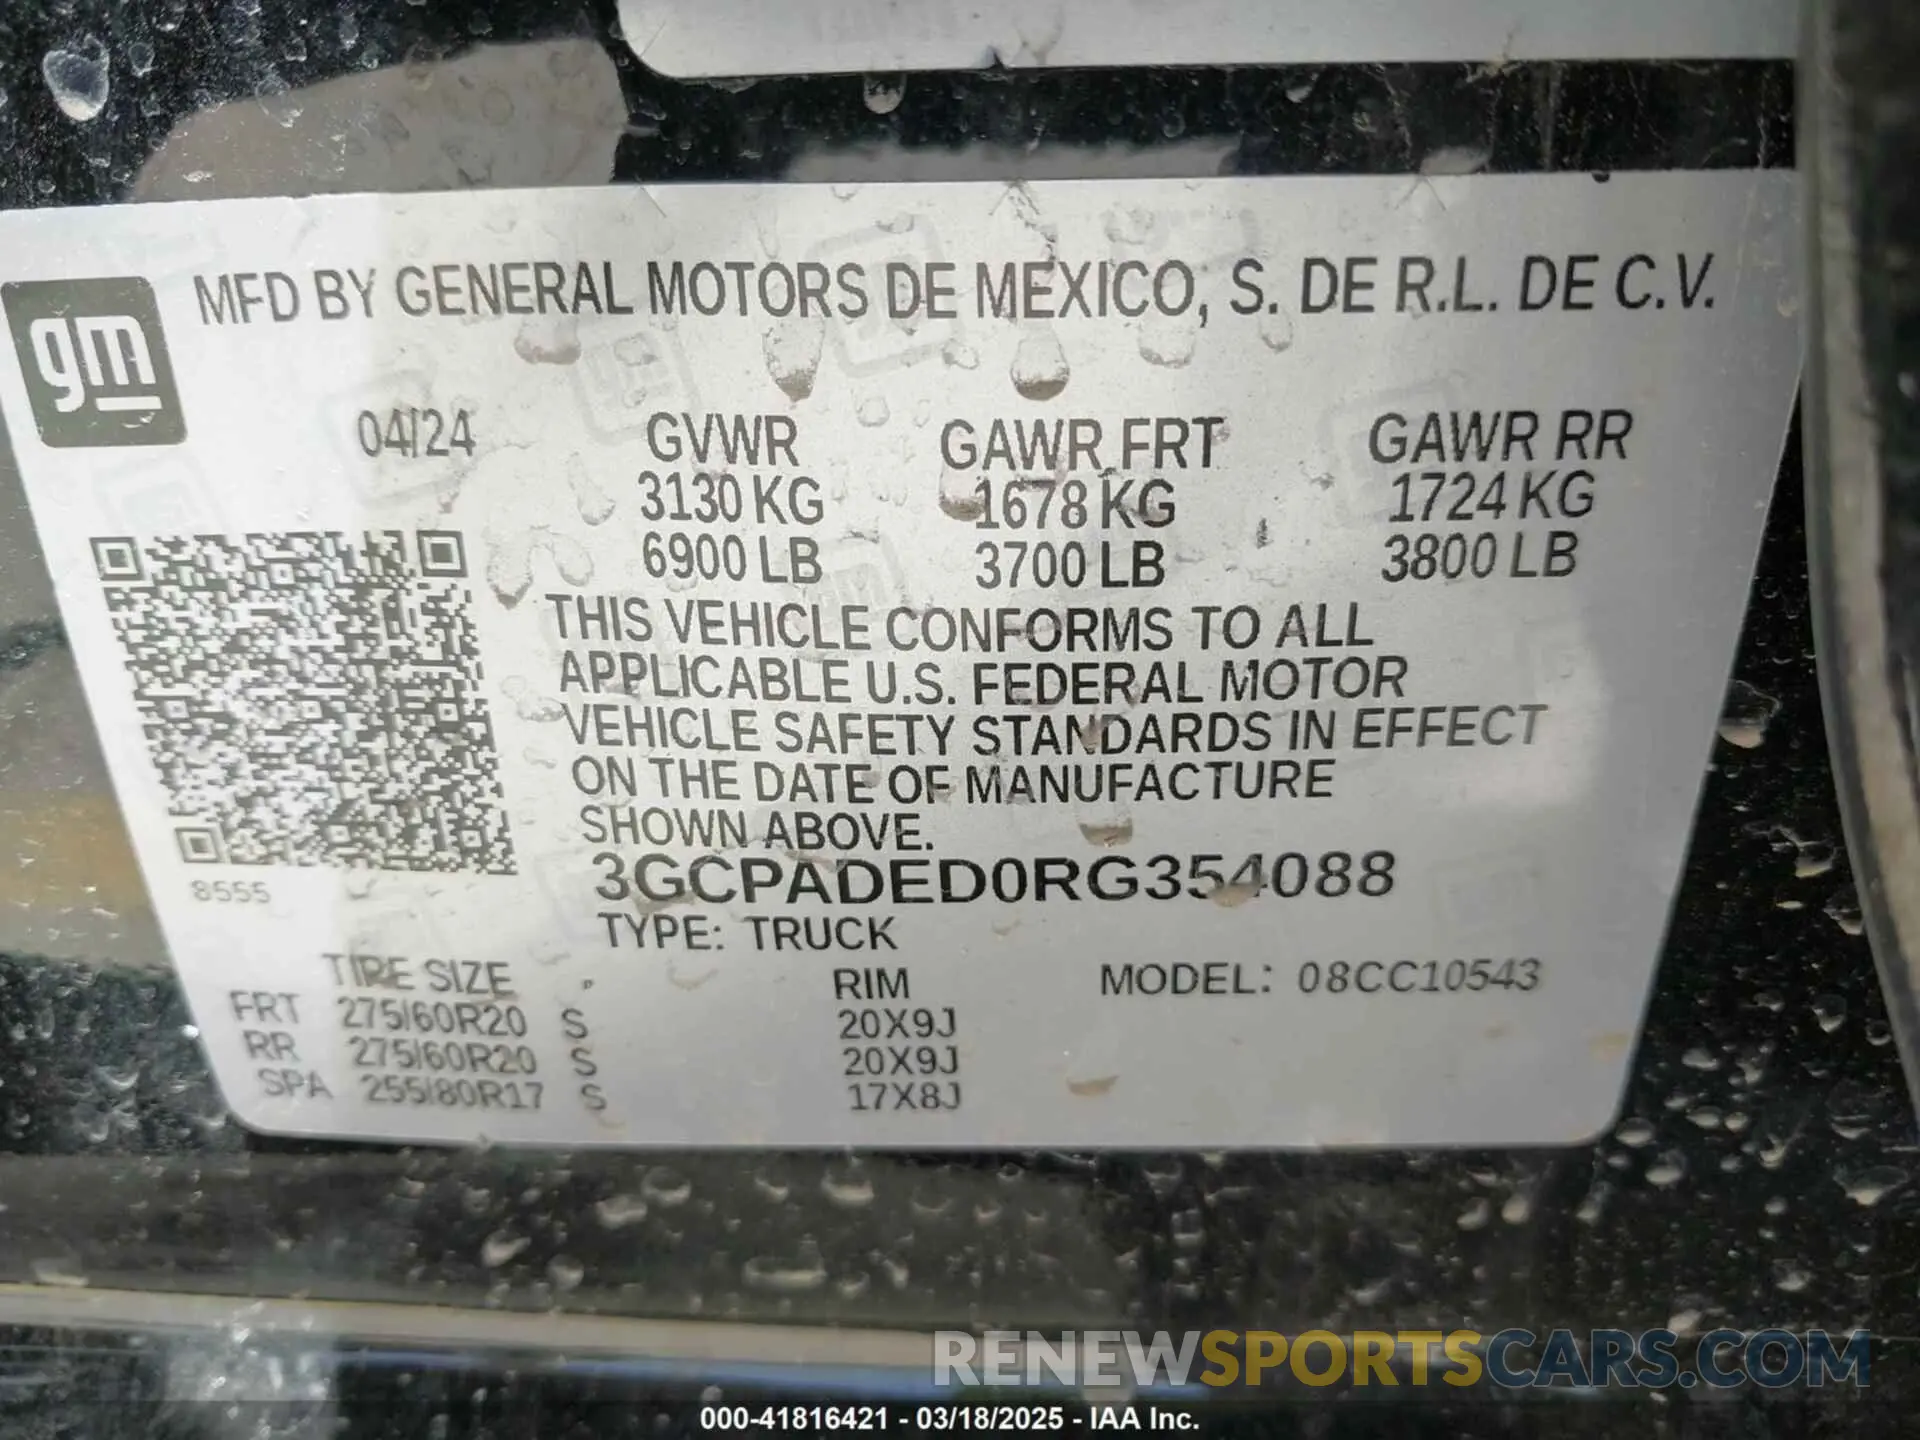 gm
MFD BY GENERAL MOTORS DE MEXICO, S. DE R.L. DE C.V.
04/24 GVWR GAWR FRT GAWR RR
3130 KG 1678 KG 1724 KG
6900 LB 3700 LB 3800 LB
THIS VEHICLE CONFORMS TO ALL
APPLICABLE U.S. FEDERAL MOTOR
VEHICLE SAFETY STANDARDS IN EFFECT
ON THE DATE OF MANUFACTURE
SHOWN ABOVE.
8555 3GCPADED0RG354088
TYPE: TRUCK
TIRE SIZE RIM MODEL: 08CC10543
FRT 275/60R20 S 20X9J
RR 275/60R20 S 20X9J
SPA 255/80R17 S 17X8J
RENEWSPORTSCARS.COM
000-41816421 - 03/18/2025 - IAA Inc.